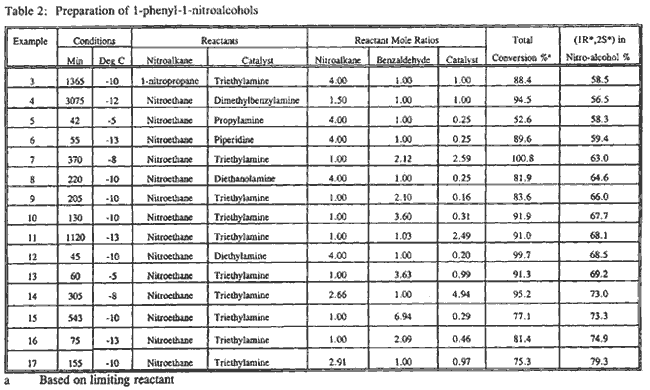 Table 2: Preparation of 1-phenyl-1-nitroalcohols
Example Conditions Reactants Reactant Mole Ratios Total (1R*,2S*) in
Min Deg C Nitroalkane Catalyst Nitroalkane Benzaldehyde Catalyst Conversion %ᵃ Nitro-alcohol %
3 1365 -10 1-nitropropane Triethylamine 4.00 1.00 1.00 88.4 58.5
4 3075 -12 Nitroethane Dimethylbenzylamine 1.50 1.00 1.00 94.5 56.5
5 42 -5 Nitroethane Propylamine 4.00 1.00 0.25 52.6 58.3
6 55 -13 Nitroethane Piperidine 4.00 1.00 0.25 89.6 59.4
7 370 -8 Nitroethane Triethylamine 1.00 2.12 2.59 100.8 63.0
8 220 -10 Nitroethane Diethanolamine 4.00 1.00 0.25 81.9 64.6
9 205 -10 Nitroethane Triethylamine 1.00 2.10 0.16 83.6 66.0
10 130 -10 Nitroethane Triethylamine 1.00 3.60 0.31 91.9 67.7
11 1120 -13 Nitroethane Triethylamine 1.00 1.03 2.49 91.0 68.1
12 45 -10 Nitroethane Diethylamine 4.00 1.00 0.20 99.7 68.5
13 60 -5 Nitroethane Triethylamine 1.00 3.63 0.99 91.3 69.2
14 305 -8 Nitroethane Triethylamine 2.66 1.00 4.94 95.2 73.0
15 543 -10 Nitroethane Triethylamine 1.00 6.94 0.29 77.1 73.3
16 75 -13 Nitroethane Triethylamine 1.00 2.09 0.46 81.4 74.9
17 155 -10 Nitroethane Triethylamine 2.91 1.00 0.97 75.3 79.3
a Based on limiting reactant